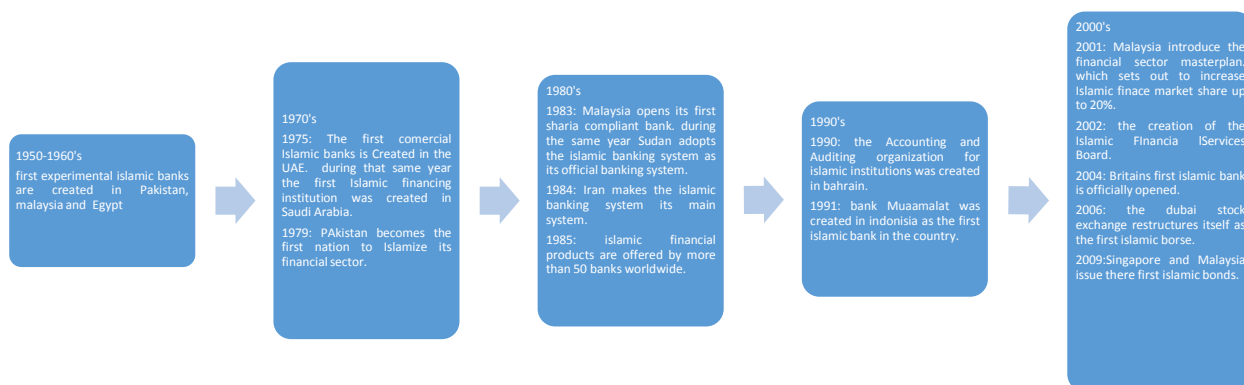 1950-1960's
first experimental islamic banks
are created in Pakistan,
malaysia and Egypt
1970's
1975: The first comercial
Islamic banks is Created in the
UAE. during that same year
the first Islamic financing
institution was created in
Saudi Arabia.
1979: PAkistan becomes the
first nation to Islamize its
financial sector.
1980's
1983: Malaysia opens its first
sharia compliant bank. during
the same year Sudan adopts
the islamic banking system as
its official banking system.
1984: Iran makes the islamic
banking system its main
system.
1985: islamic financial
products are offered by more
than 50 banks worldwide.
1990's
1990: the Accounting and
Auditing organization for
islamic institutions was created
in bahrain.
1991: bank Muaamalat was
created in indonisia as the first
islamic bank in the country.
2000's
2001: Malaysia introduce the
financial sector masterplan.
which sets out to increase
Islamic finace market share up
to 20%.
2002: the creation of the
Islamic FInancia lServices
Board.
2004: Britains first islamic bank
is officially opened.
2006: the dubai stock
exchange restructures itself as
the first islamic borse.
2009:Singapore and Malaysia
issue there first islamic bonds.